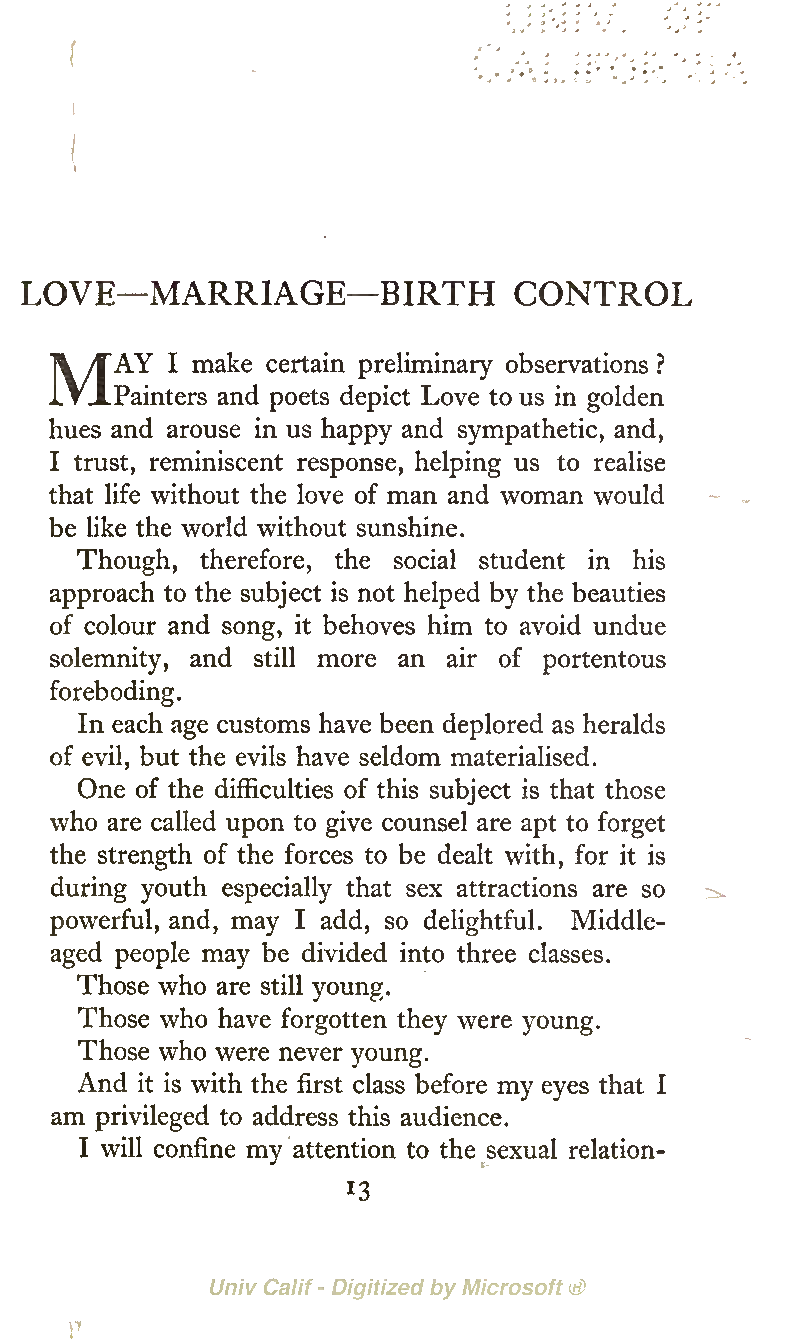 UNIV. OF
CALIFORNIA
LOVE—MARRIAGE—BIRTH CONTROL
MAY I make certain preliminary observations?
Painters and poets depict Love to us in golden
hues and arouse in us happy and sympathetic, and,
I trust, reminiscent response, helping us to realise
that life without the love of man and woman would
be like the world without sunshine.
Though, therefore, the social student in his
approach to the subject is not helped by the beauties
of colour and song, it behoves him to avoid undue
solemnity, and still more an air of portentous
foreboding.
In each age customs have been deplored as heralds
of evil, but the evils have seldom materialised.
One of the difficulties of this subject is that those
who are called upon to give counsel are apt to forget
the strength of the forces to be dealt with, for it is
during youth especially that sex attractions are so
powerful, and, may I add, so delightful. Middle-
aged people may be divided into three classes.
Those who are still young.
Those who have forgotten they were young.
Those who were never young.
And it is with the first class before my eyes that I
am privileged to address this audience.
I will confine my attention to the sexual relation-
13
Univ Calif - Digitized by Microsoft ®